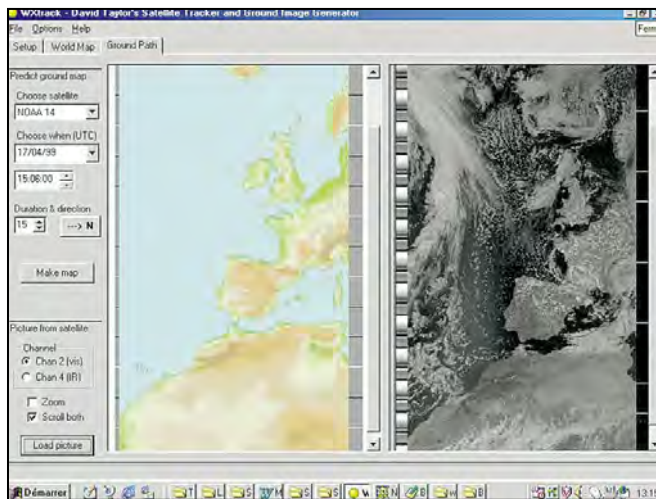 WXtrack - David Taylor's Satellite Tracker and Ground Image Generator
File Options Help
Setup World Map Ground Path
Predict ground map
Choose satellite
NOAA 14
Choose when (UTC)
17/04/99
15:06:00
Duration & direction
15 ---> N
Make map
Picture from satellite
Channel
Chan 2 (vis)
Chan 4 (IR)
Zoom
Scroll both
Load picture
Démarrer